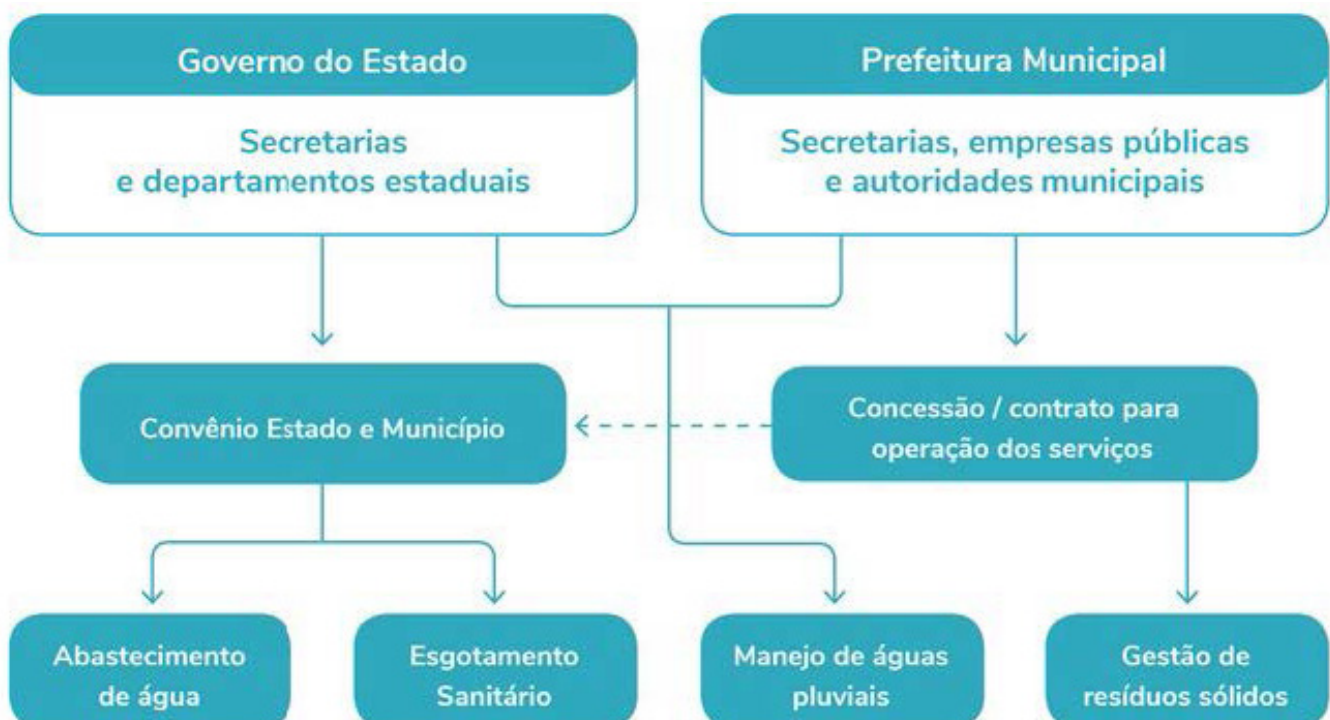 Governo do Estado
Secretarias
e departamentos estaduais
Prefeitura Municipal
Secretarias, empresas públicas
e autoridades municipais
Convênio Estado e Município
Concessão / contrato para
operação dos serviços
Abastecimento
de água
Esgotamento
Sanitário
Manejo de águas
pluviais
Gestão de
resíduos sólidos